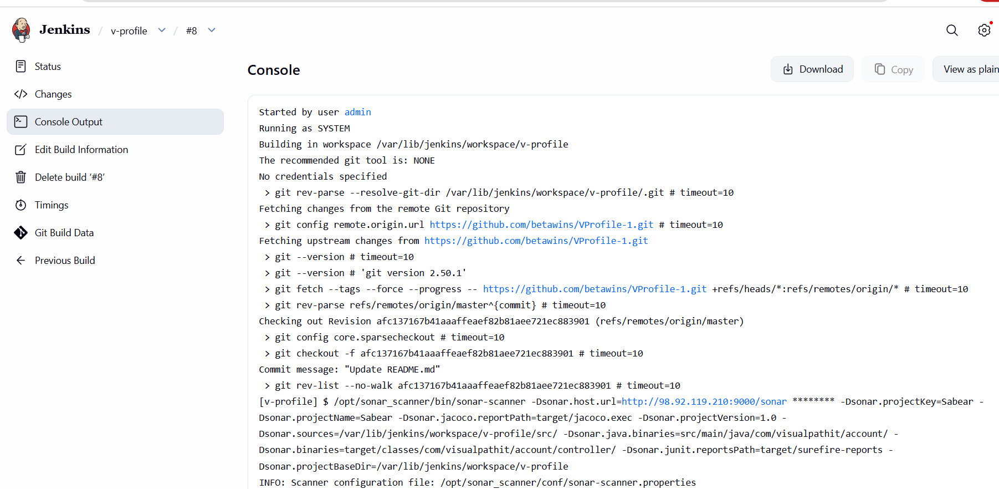 Jenkins / v-profile / #8
Status
Changes
Console Output
Edit Build Information
Delete build ‘#8’
Timings
Git Build Data
Previous Build
Console
Download
Copy
View as plain
Started by user admin
Running as SYSTEM
Building in workspace /var/lib/jenkins/workspace/v-profile
The recommended git tool is: NONE
No credentials specified
> git rev-parse --resolve-git-dir /var/lib/jenkins/workspace/v-profile/.git # timeout=10
Fetching changes from the remote Git repository
> git config remote.origin.url https://github.com/betawins/VProfile-1.git # timeout=10
Fetching upstream changes from https://github.com/betawins/VProfile-1.git
> git --version # timeout=10
> git --version # 'git version 2.50.1'
> git fetch --tags --force --progress -- https://github.com/betawins/VProfile-1.git +refs/heads/*:refs/remotes/origin/* # timeout=10
> git rev-parse refs/remotes/origin/master^{commit} # timeout=10
Checking out Revision afc137167b41aaaffeaef82b81aee721ec883901 (refs/remotes/origin/master)
> git config core.sparsecheckout # timeout=10
> git checkout -f afc137167b41aaaffeaef82b81aee721ec883901 # timeout=10
Commit message: "Update README.md"
> git rev-list --no-walk afc137167b41aaaffeaef82b81aee721ec883901 # timeout=10
[v-profile] $ /opt/sonar_scanner/bin/sonar-scanner -Dsonar.host.url=http://98.92.119.210:9000/sonar ******** -Dsonar.projectKey=Sabear -
Dsonar.projectName=Sabear -Dsonar.jacoco.reportPath=target/jacoco.exec -Dsonar.projectVersion=1.0 -
Dsonar.sources=/var/lib/jenkins/workspace/v-profile/src/ -Dsonar.java.binaries=src/main/java/com/visualpathit/account/ -
Dsonar.binaries=target/classes/com/visualpathit/account/controller/ -Dsonar.junit.reportsPath=target/surefire-reports -
Dsonar.projectBaseDir=/var/lib/jenkins/workspace/v-profile
INFO: Scanner configuration file: /opt/sonar_scanner/conf/sonar-scanner.properties